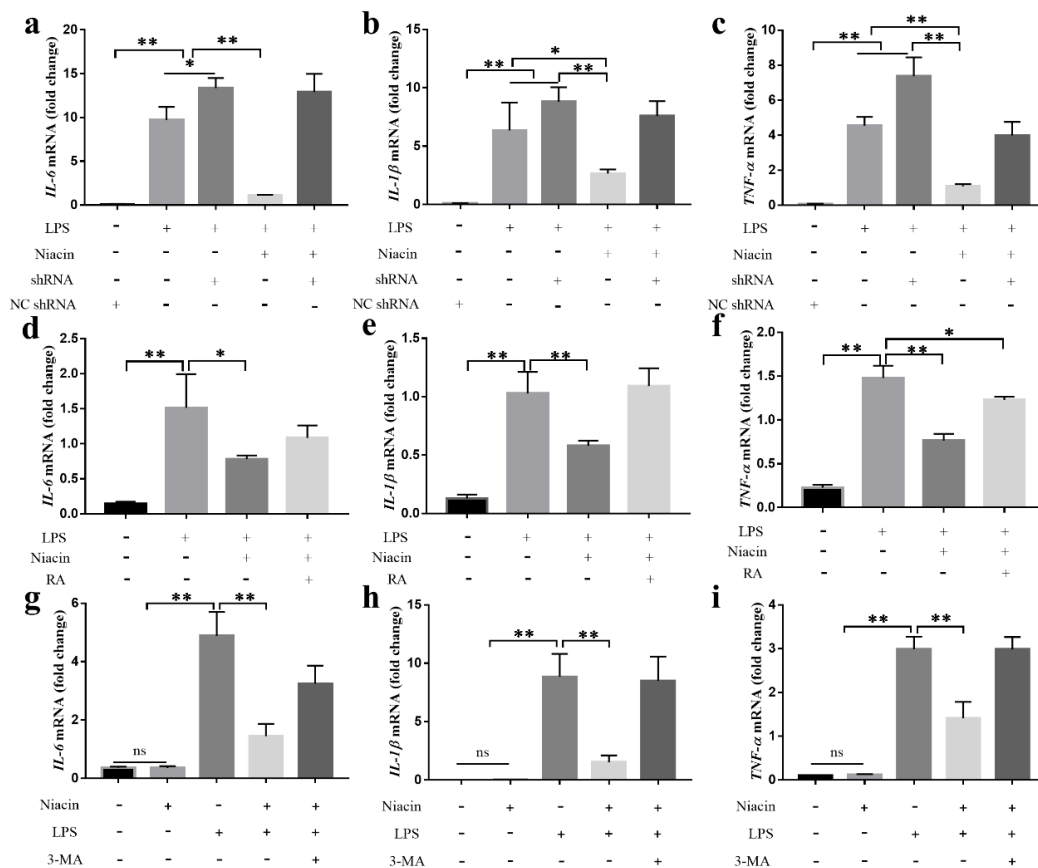 a
IL-6 mRNA (fold change)
20
15
10
5
0
** **
*
LPS - + + + +
Niacin - - - + +
shRNA - - + - +
NC shRNA + - - - -
b
IL-1β mRNA (fold change)
15
10
5
0
*
** **
LPS - + + + +
Niacin - - - + +
shRNA - - + - +
NC shRNA + - - - -
c
TNF-α mRNA (fold change)
10
8
6
4
2
0
**
** **
LPS - + + + +
Niacin - - - + +
shRNA - - + - +
NC shRNA + - - - -
d
IL-6 mRNA (fold change)
2.5
2.0
1.5
1.0
0.5
0.0
** *
LPS - + + +
Niacin - - + +
RA - - - +
e
IL-1β mRNA (fold change)
1.5
1.0
0.5
0.0
** **
LPS - + + +
Niacin - - + +
RA - - - +
f
TNF-α mRNA (fold change)
2.0
1.5
1.0
0.5
0.0
*
** **
LPS - + + +
Niacin - - + +
RA - - - +
g
IL-6 mRNA (fold change)
6
4
2
0
** **
ns
Niacin - + - + +
LPS - - + + +
3-MA - - - - +
h
IL-1β mRNA (fold change)
15
10
5
0
** **
ns
Niacin - + - + +
LPS - - + + +
3-MA - - - - +
i
TNF-α mRNA (fold change)
4
3
2
1
0
** **
ns
Niacin - + - + +
LPS - - + + +
3-MA - - - - +